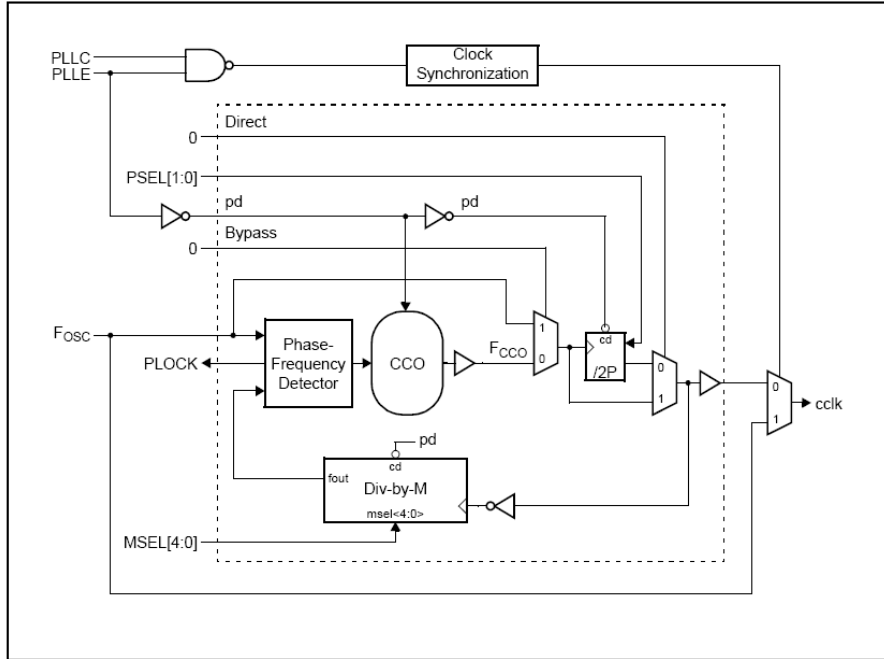 PLLC
PLLE
Clock
Synchronization
Direct
0
PSEL[1:0]
pd
pd
Bypass
0
FOSC
PLOCK
Phase-
Frequency
Detector
CCO
FCCO
1
0
cd
/2P
0
1
0
1
cclk
pd
cd
fout
Div-by-M
msel<4:0>
MSEL[4:0]